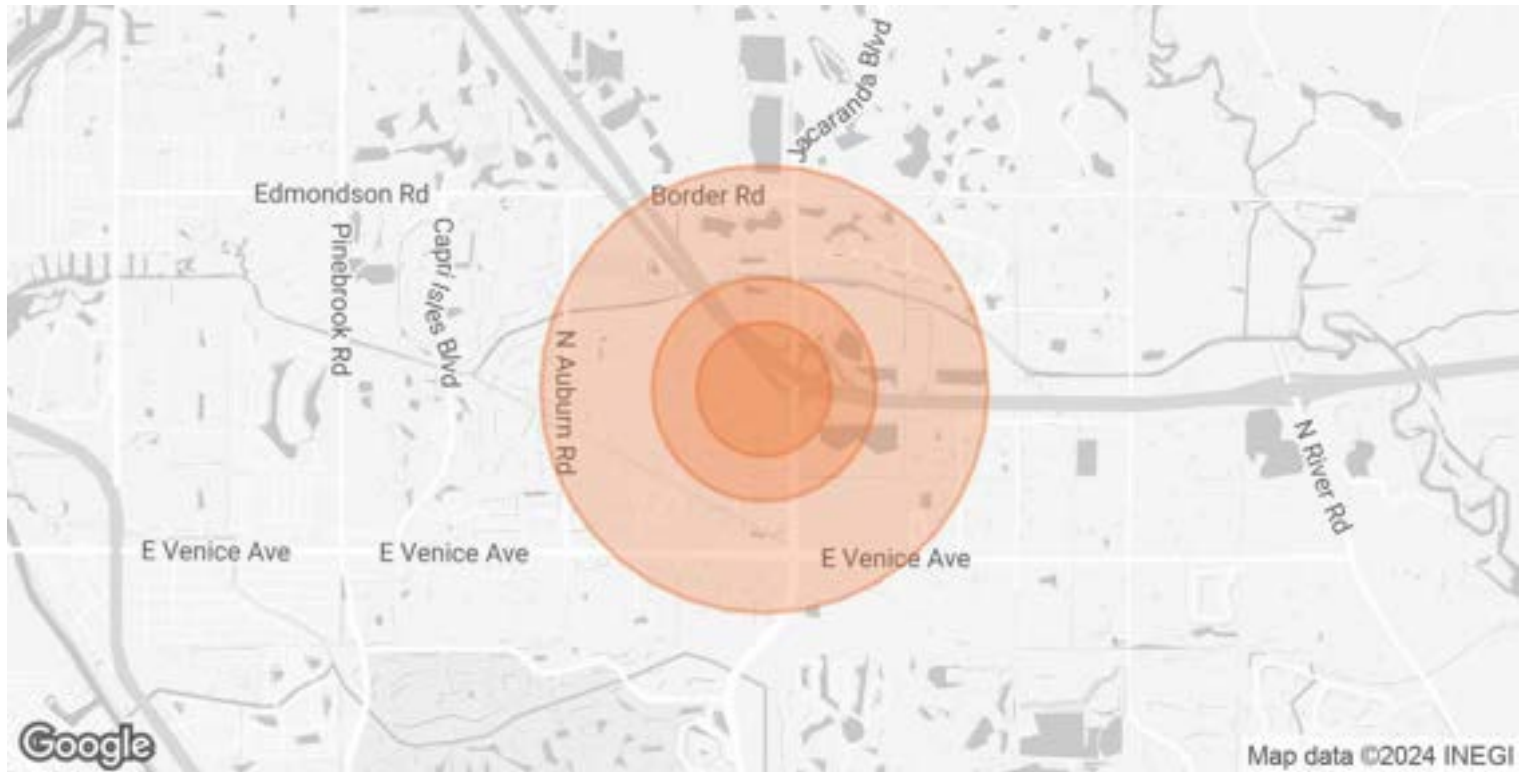 Jacaranda Blvd
Edmondson Rd
Border Rd
Pinebrook Rd
Capri Isles Blvd
N Auburn Rd
N River Rd
E Venice Ave
E Venice Ave
E Venice Ave
Google
Map data ©2024 INEGI